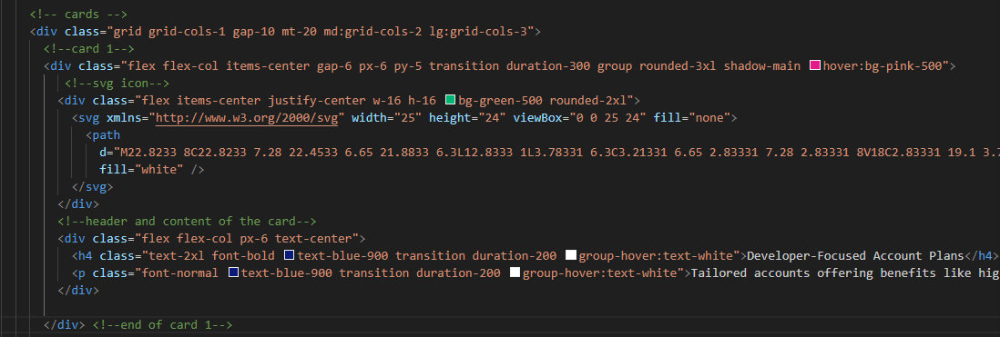 <!-- cards -->
<div class="grid grid-cols-1 gap-10 mt-20 md:grid-cols-2 lg:grid-cols-3">
<!--card 1-->
<div class="flex flex-col items-center gap-6 px-6 py-5 transition duration-300 group rounded-3xl shadow-main hover:bg-pink-500">
<!--svg icon-->
<div class="flex items-center justify-center w-16 h-16 bg-green-500 rounded-2xl">
<svg xmlns="http://www.w3.org/2000/svg" width="25" height="24" viewBox="0 0 25 24" fill="none">
<path
d="M22.8233 8C22.8233 7.28 22.4533 6.65 21.8833 6.3L12.8333 1L3.78331 6.3C3.21331 6.65 2.83331 7.28 2.83331 8V18C2.83331 19.1 3.7
fill="white" />
</svg>
</div>
<!--header and content of the card-->
<div class="flex flex-col px-6 text-center">
<h4 class="text-2xl font-bold text-blue-900 transition duration-200 group-hover:text-white">Developer-Focused Account Plans</h4>
<p class="font-normal text-blue-900 transition duration-200 group-hover:text-white">Tailored accounts offering benefits like hig
</div>
</div> <!--end of card 1-->